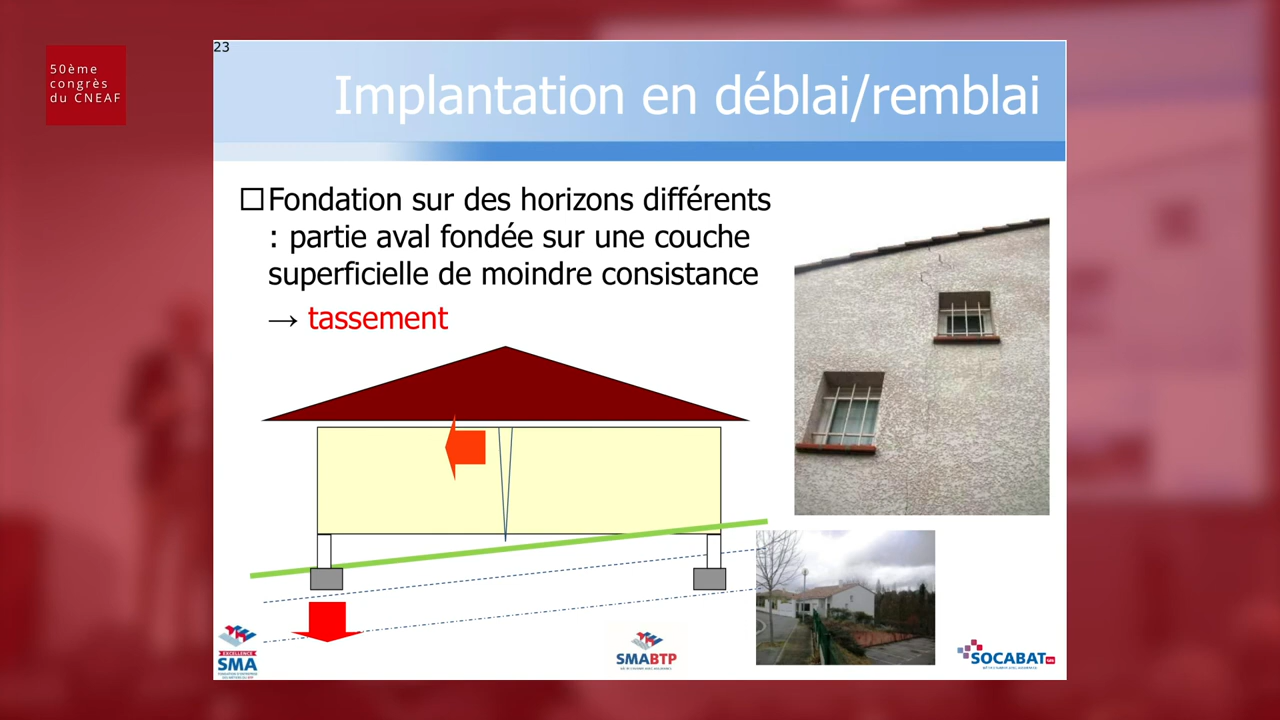 50ème
congrès
du CNEAF
23
Implantation en déblai/remblai
Fondation sur des horizons différents
: partie aval fondée sur une couche
superficielle de moindre consistance
→ tassement
EXCELLENCE
SMA
SMABTP
SOCABAT